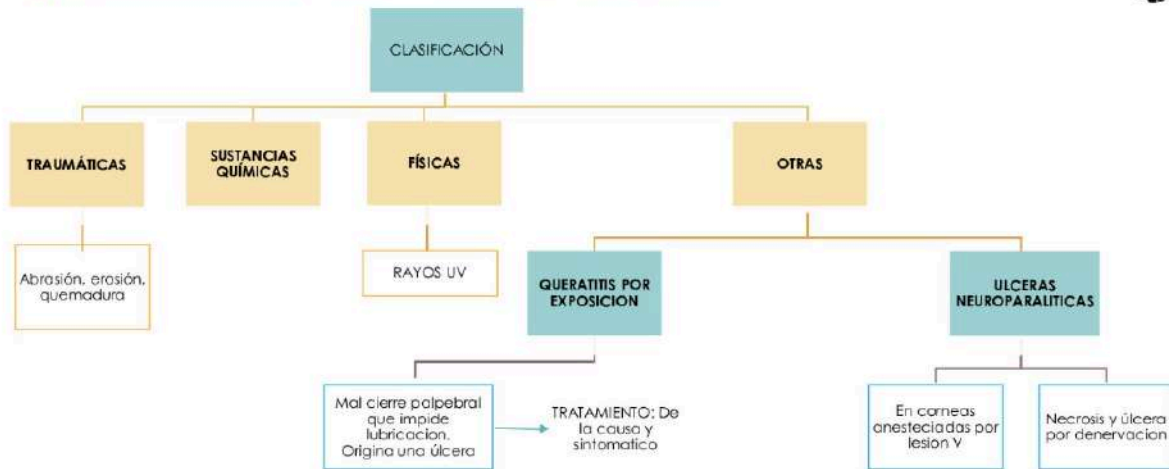 CLASIFICACIÓN
TRAUMÁTICAS
SUSTANCIAS
QUÍMICAS
FÍSICAS
OTRAS
Abrasión, erosión,
quemadura
RAYOS UV
QUERATITIS POR
EXPOSICION
ULCERAS
NEUROPARALITICAS
Mal cierre palpebral
que impide
lubricacion.
Origina una úlcera
TRATAMIENTO: De
la causa y
sintomatico
En corneas
anesteciadas por
lesion V
Necrosis y úlcera
por denervacion